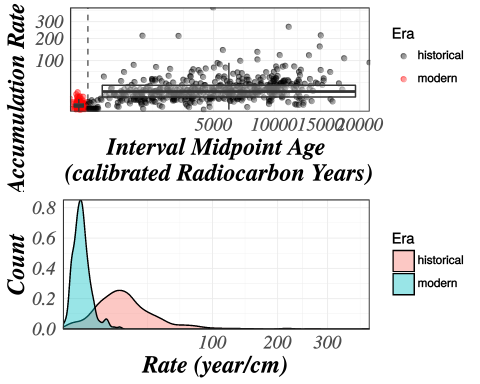 Accumulation Rate
300
200
100
5000
10000
15000
20000
Interval Midpoint Age
(calibrated Radiocarbon Years)
Era
historical
modern
Count
0.8
0.6
0.4
0.2
0.0
100
200
300
Rate (year/cm)
Era
historical
modern